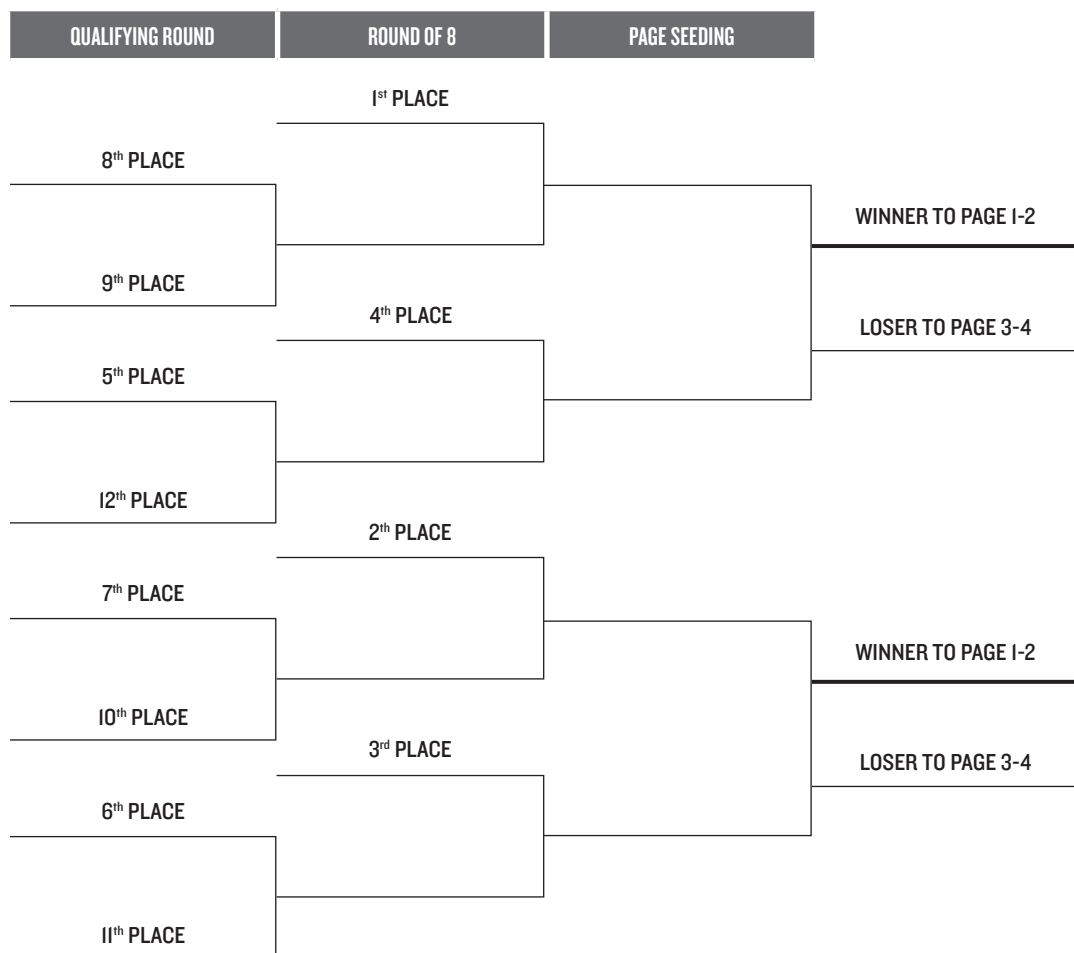 QUALIFYING ROUND
ROUND OF 8
PAGE SEEDING
1st PLACE
8th PLACE
WINNER TO PAGE 1-2
9th PLACE
4th PLACE
LOSER TO PAGE 3-4
5th PLACE
12th PLACE
2th PLACE
7th PLACE
WINNER TO PAGE 1-2
10th PLACE
3rd PLACE
LOSER TO PAGE 3-4
6th PLACE
11th PLACE